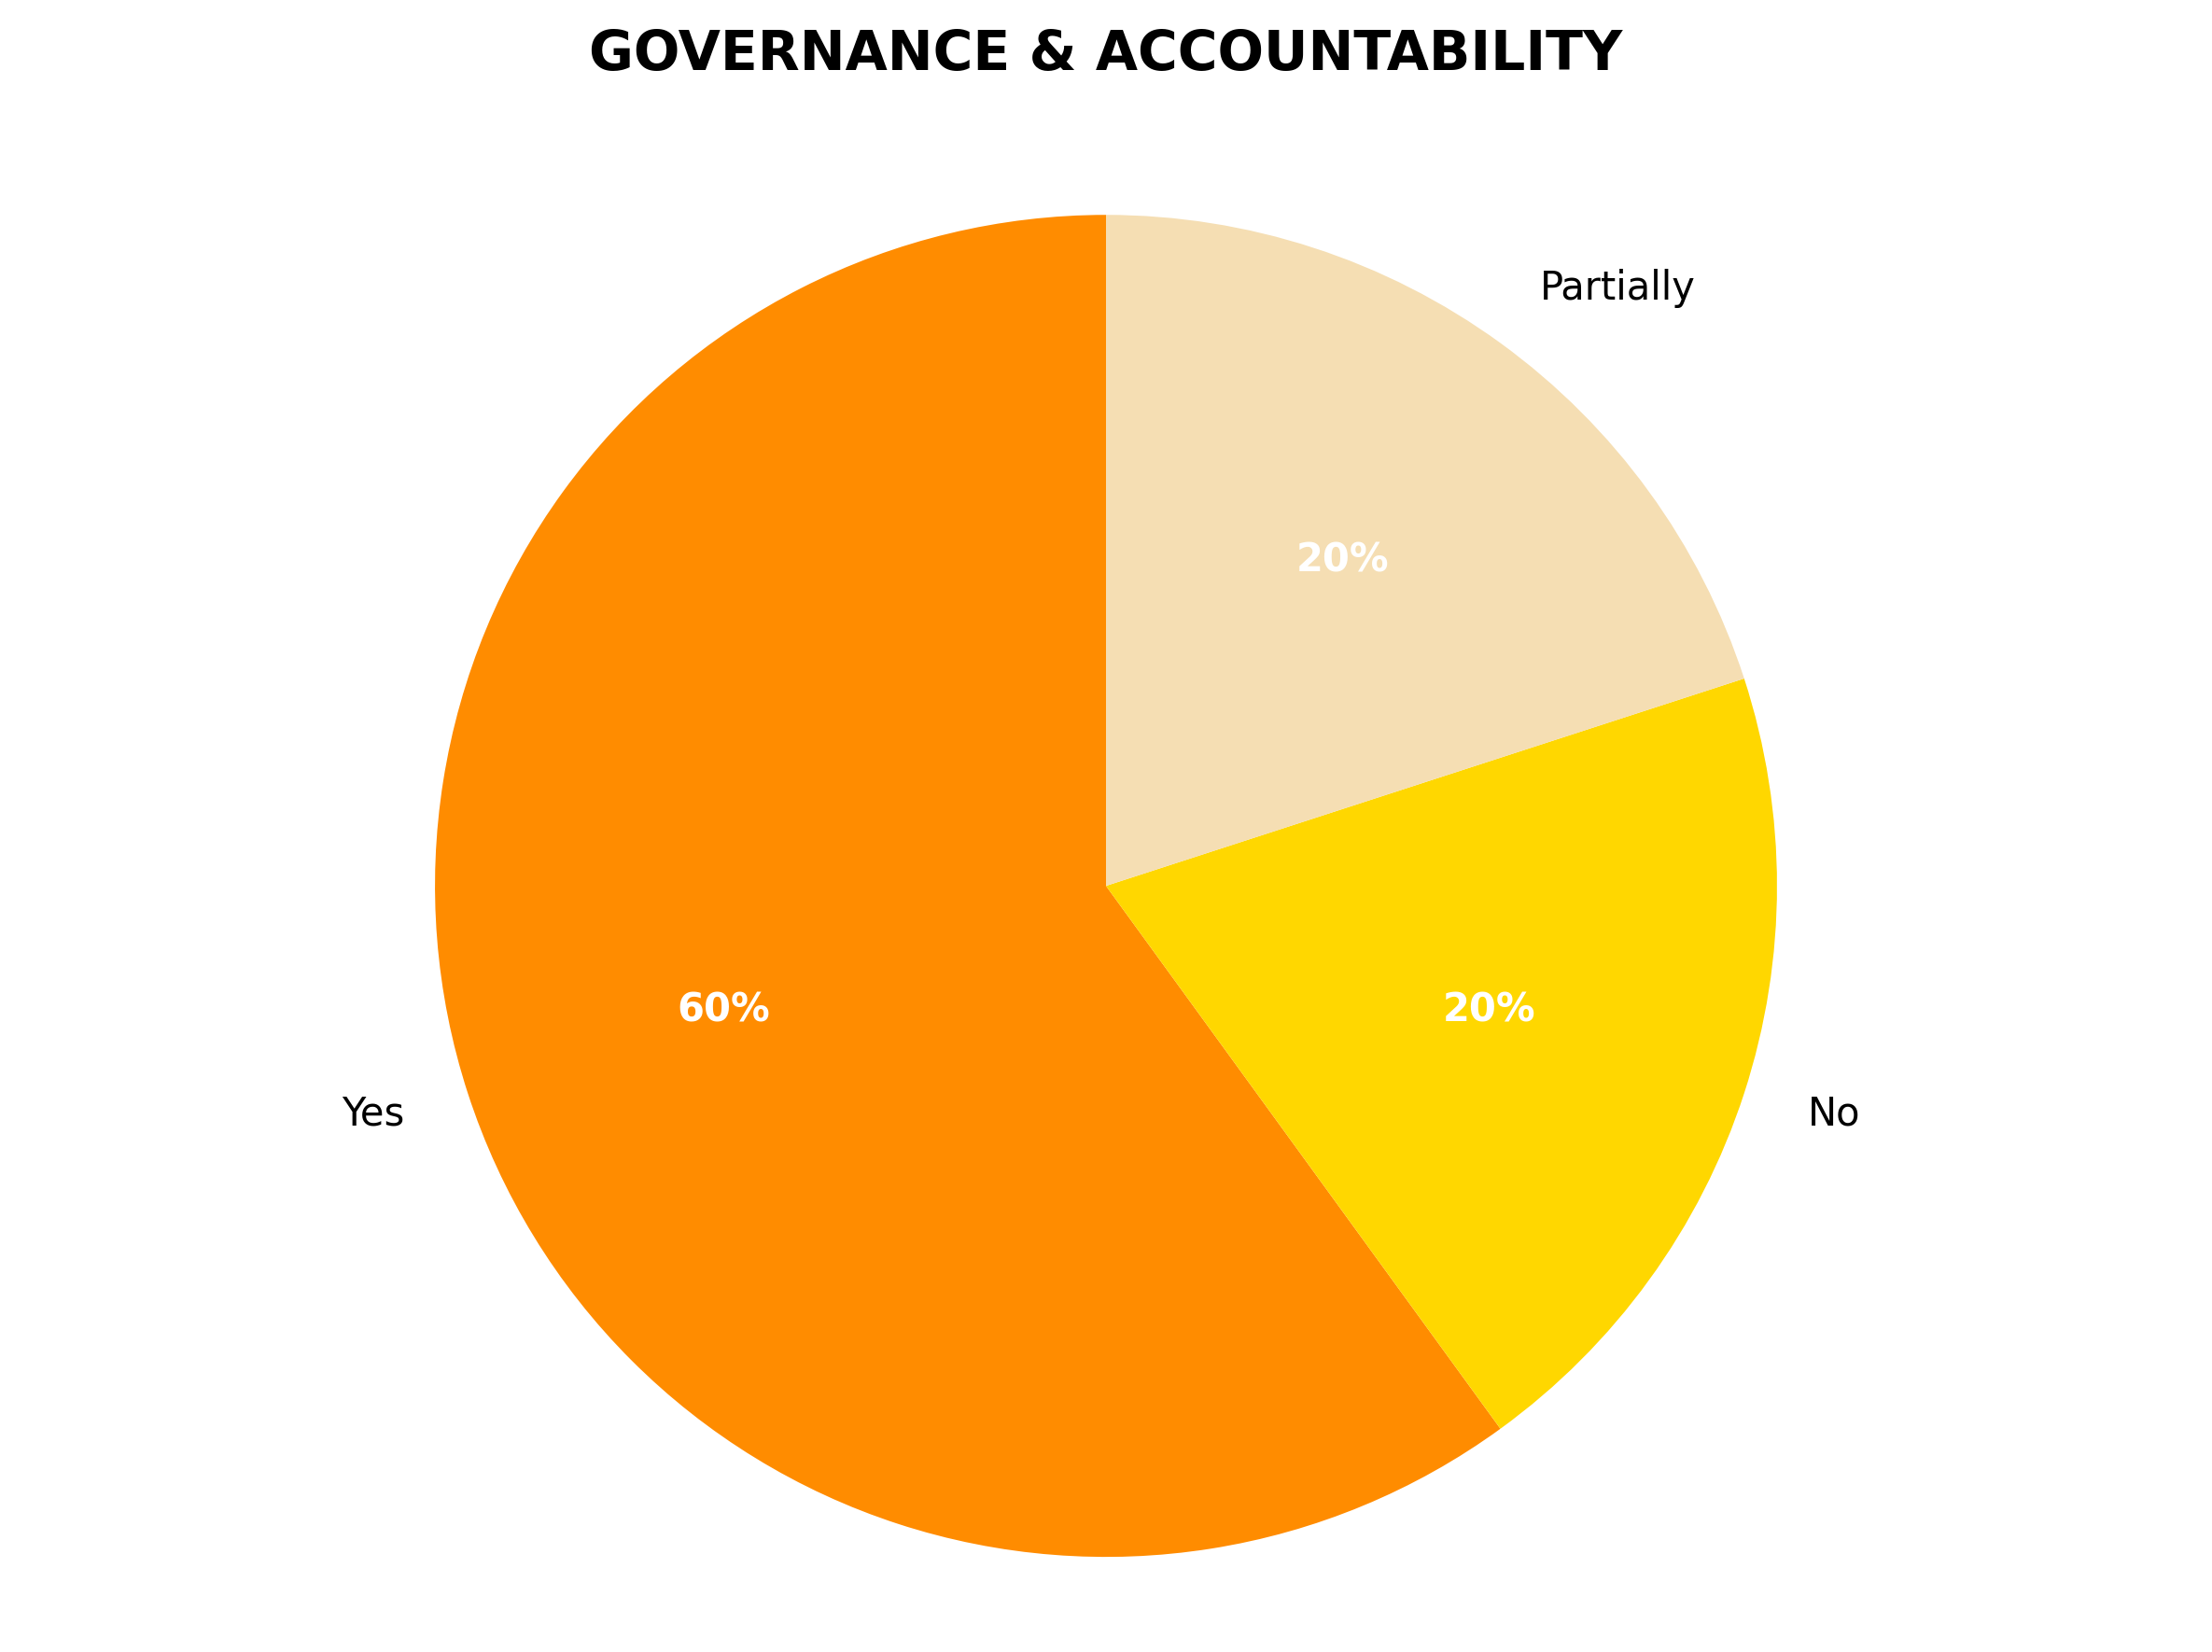 GOVERNANCE & ACCOUNTABILITY
Partially
20%
60%
20%
Yes
No